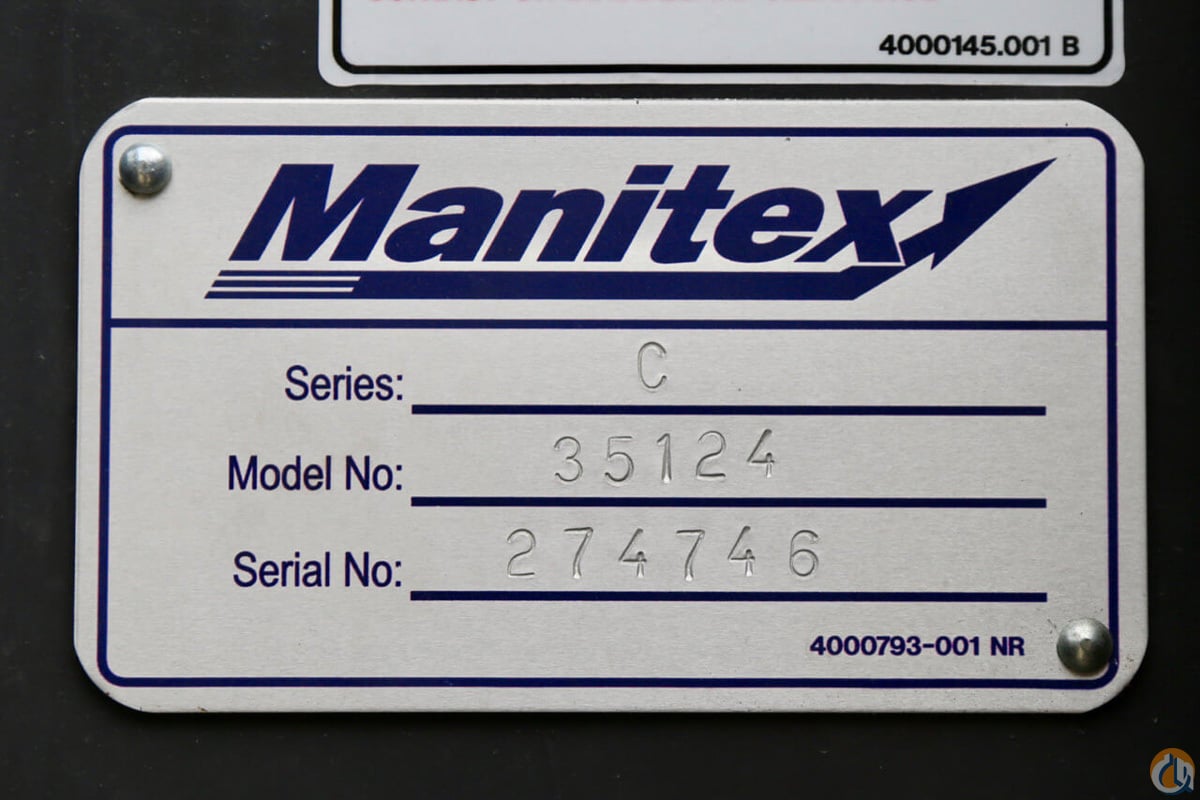 4000145.001 B
Manitex
Series: C
Model No: 35124
Serial No: 274746
4000793-001 NR